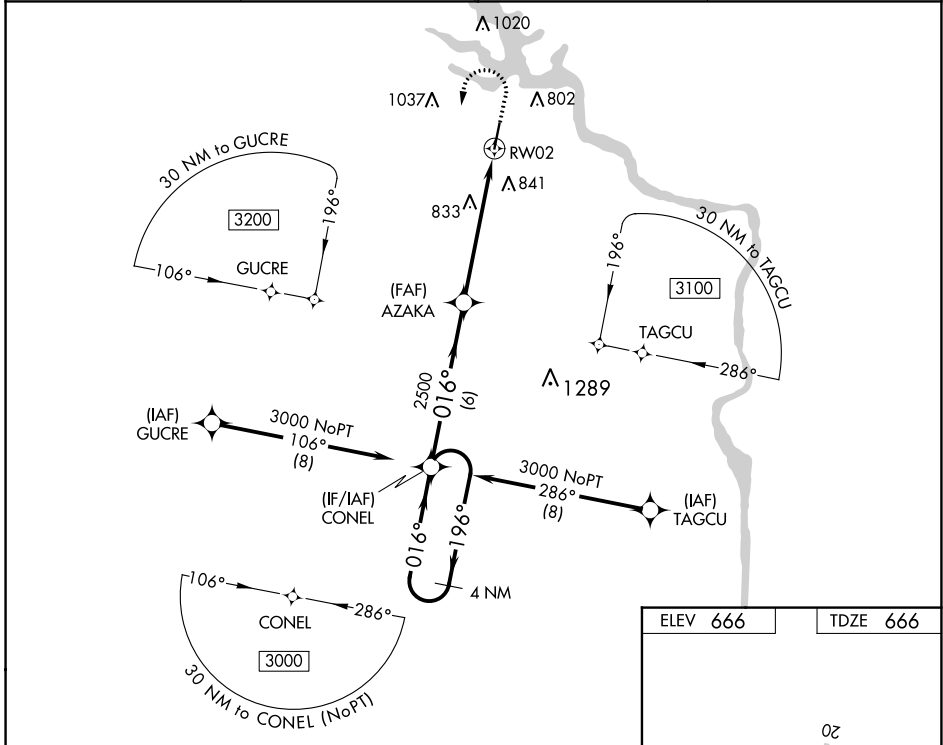 1020
1037
802
RW02
841
833
30 NM to GUCRE
3200
196°
106°
GUCRE
30 NM to TAGCU
196°
3100
TAGCU
286°
(FAF)
AZAKA
1289
2500
016°
(6)
(IAF)
GUCRE
3000 NoPT
106°
(8)
3000 NoPT
286°
(8)
(IAF)
TAGCU
(IF/IAF)
CONEL
016°
196°
4 NM
106°
286°
CONEL
3000
30 NM to CONEL (NoPT)
ELEV 666
TDZE 666
20